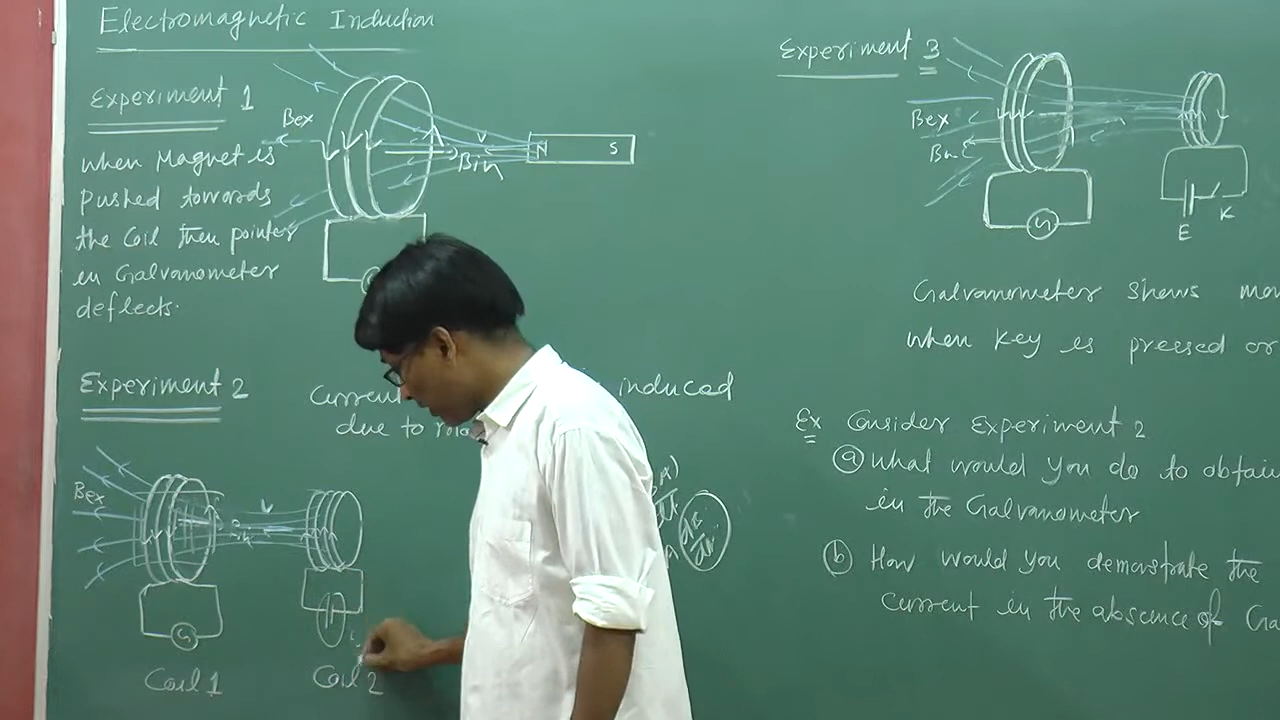 Electromagnetic Induction
Experiment 1
when Magnet is
pushed towards
the Coil then pointer
in Galvanometer
deflects.
Bex
Bin
N S
Experiment 2
Current induced
due to
Bex
G
Coil 1
Coil 2
Experiment 3
Bex
G
E
K
Galvanometer shows
when Key is pressed or
Ex Consider Experiment 2
(a) What would you do to obtain
in the Galvanometer
(b) How would you demonstrate the
Current in the absence of